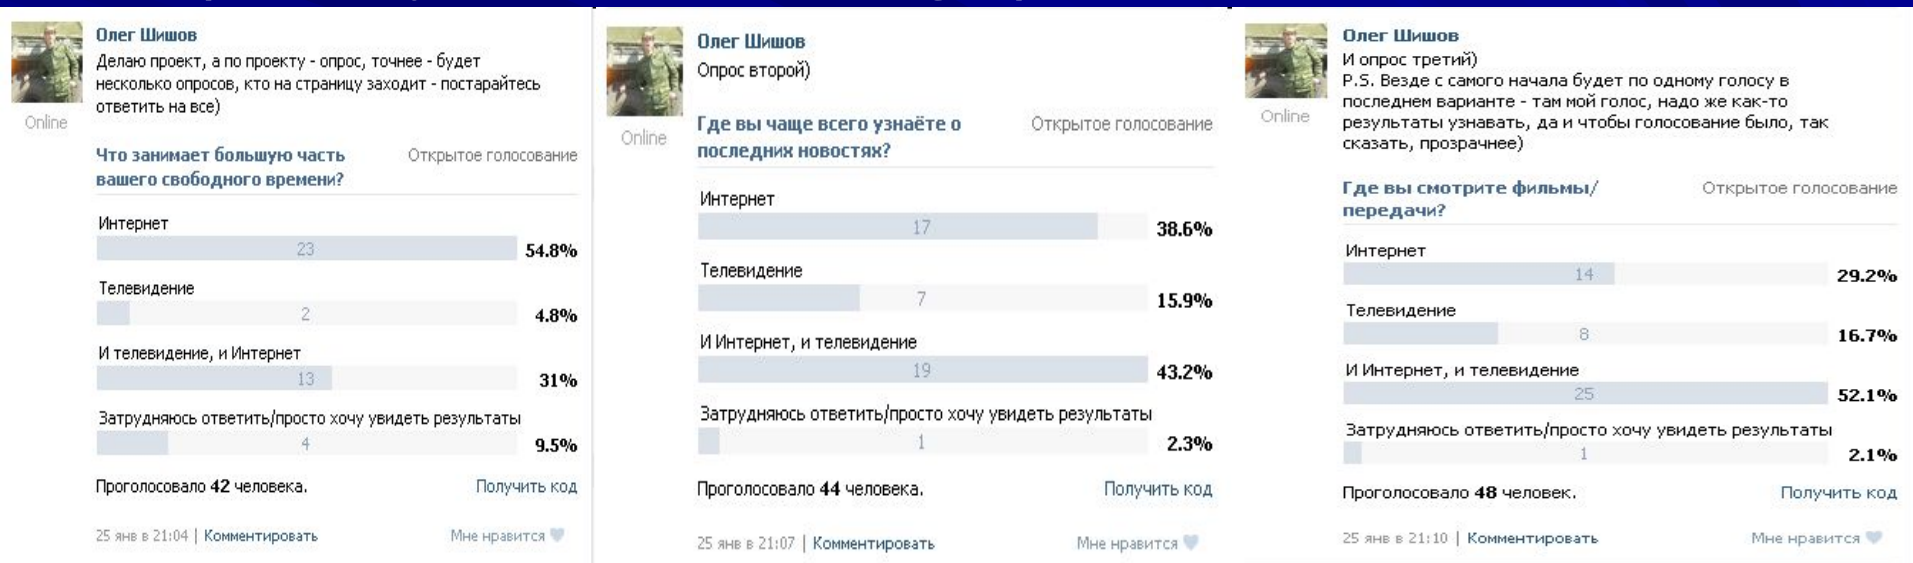 Олег Шишов
Делаю проект, а по проекту - опрос, точнее - будет
несколько опросов, кто на страницу заходит - постарайтесь
ответить на все)
Online
Что занимает большую часть
вашего свободного времени?
Открытое голосование
Интернет
23
54.8%
Телевидение
2
4.8%
И телевидение, и Интернет
13
31%
Затрудняюсь ответить/просто хочу увидеть результаты
4
9.5%
Проголосовало 42 человека.
Получить код
25 янв в 21:04 | Комментировать
Мне нравится
Олег Шишов
Опрос второй)
Online
Где вы чаще всего узнаёте о
последних новостях?
Открытое голосование
Интернет
17
38.6%
Телевидение
7
15.9%
И Интернет, и телевидение
19
43.2%
Затрудняюсь ответить/просто хочу увидеть результаты
1
2.3%
Проголосовало 44 человека.
Получить код
25 янв в 21:07 | Комментировать
Мне нравится
Олег Шишов
И опрос третий)
P.S. Везде с самого начала будет по одному голосу в
последнем варианте - там мой голос, надо же как-то
результаты узнавать, да и чтобы голосование было, так
сказать, прозрачнее)
Online
Где вы смотрите фильмы/
передачи?
Открытое голосование
Интернет
14
29.2%
Телевидение
8
16.7%
И Интернет, и телевидение
25
52.1%
Затрудняюсь ответить/просто хочу увидеть результаты
1
2.1%
Проголосовало 48 человек.
Получить код
25 янв в 21:10 | Комментировать
Мне нравится